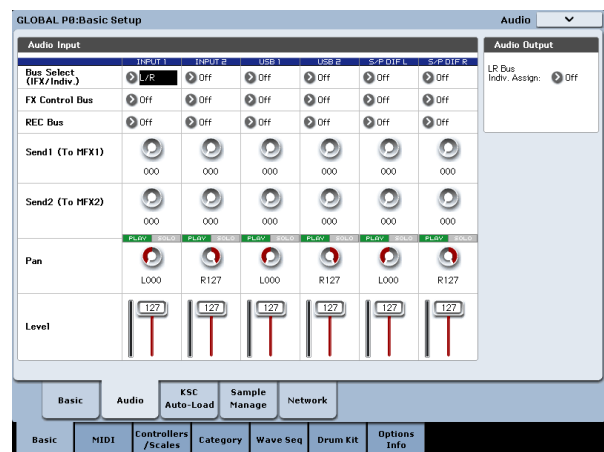 GLOBAL P0:Basic Setup Audio
Audio Input Audio Output
INPUT 1 INPUT 2 USB 1 USB 2 S/P DIF L S/P DIF R
LR Bus
Indiv. Assign: Off
Bus Select
(IFX/Indiv.) L/R Off Off Off Off Off
FX Control Bus Off Off Off Off Off Off
REC Bus Off Off Off Off Off Off
Send1 (To MFX1)
000 000 000 000 000 000
Send2 (To MFX2)
000 000 000 000 000 000
PLAY SOLO PLAY SOLO PLAY SOLO PLAY SOLO PLAY SOLO PLAY SOLO
Pan
L000 R127 L000 R127 L000 R127
127 127 127 127 127 127
Level
Basic Audio KSC Auto-Load Sample Manage Network
Basic MIDI Controllers /Scales Category Wave Seq Drum Kit Options Info